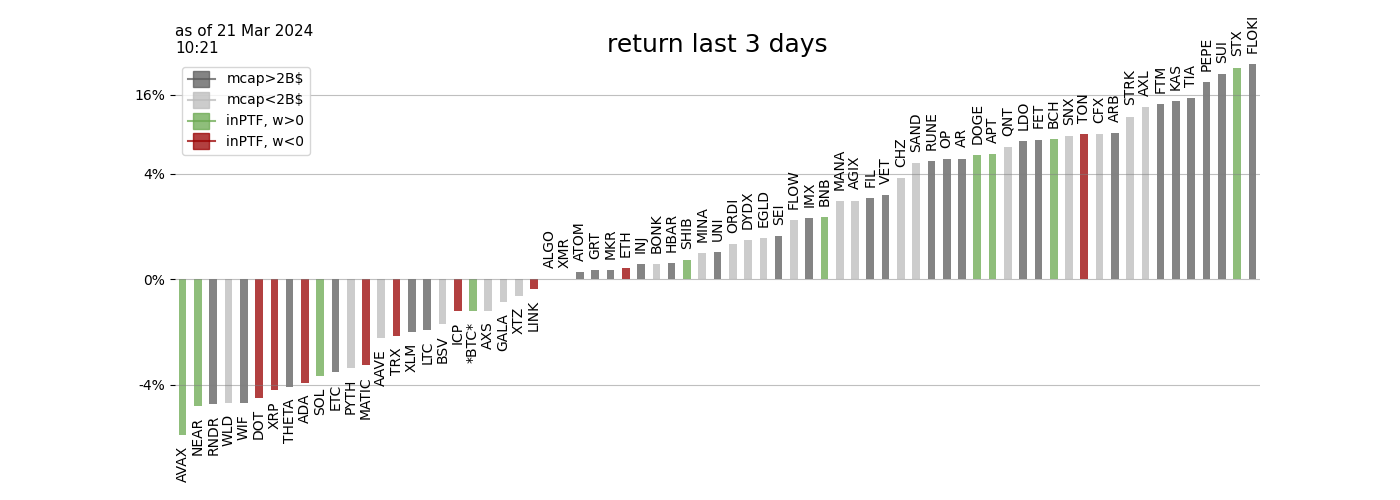 as of 21 Mar 2024
10:21
return last 3 days
mcap>2B$
mcap<2B$
inPTF, w>0
inPTF, w<0
16%
4%
0%
-4%
AVAX
NEAR
RNDR
WLD
WIF
DOT
XRP
THETA
ADA
SOL
ETC
PYTH
MATIC
AAVE
TRX
XLM
LTC
BSV
ICP
*BTC*
AXS
GALA
XTZ
LINK
ALGO
XMR
ATOM
GRT
MKR
ETH
INJ
BONK
HBAR
SHIB
MINA
UNI
ORDI
DYDX
EGLD
SEI
FLOW
IMX
BNB
MANA
AGIX
FIL
VET
CHZ
SAND
RUNE
OP
AR
DOGE
APT
QNT
LDO
FET
BCH
SNX
TON
CFX
ARB
STRK
AXL
FTM
KAS
TIA
PEPE
SUI
STX
FLOKI